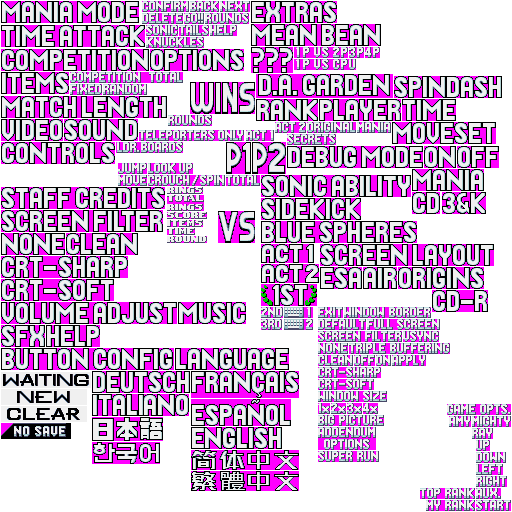 MANIA MODE
CONFIRM BACK NEXT
EXTRAS
DELETE GO! ROUNDS
TIME ATTACK
SONIC TAILS HELP
MEAN BEAN
KNUCKLES
COMPETITION OPTIONS
???
1P VS 2P 3P 4P
1P VS CPU
ITEMS
COMPETITION TOTAL
FIXED RANDOM
WINS
D.A. GARDEN SPINDASH
MATCH LENGTH
RANK PLAYER TIME
ROUNDS
VIDEO SOUND
TELEPORTERS ONLY ACT 1
ACT 2 ORIGINAL MANIA
SECRETS
MOVESET
CONTROLS
LDR. BOARDS
P1 P2
DEBUG MODE ON OFF
JUMP LOOK UP
MOVE CROUCH / SPIN TOTAL
SONIC ABILITY
MANIA
STAFF CREDITS
RINGS
TOTAL
RINGS
SIDEKICK
CD 3&K
SCREEN FILTER
SCORE
ITEMS
TIME
ROUND
VS
BLUE SPHERES
NONE CLEAN
ACT 1
SCREEN LAYOUT
CRT-SHARP
ACT 2
ESAAIRORIGINS
CRT-SOFT
1ST
CD-R
VOLUME ADJUST MUSIC
2ND 1
3RD 2
EXIT WINDOW BORDER
DEFAULT FULL SCREEN
SFX HELP
SCREEN FILTER VSYNC
NONE TRIPLE BUFFERING
BUTTON CONFIG LANGUAGE
CLEAN OFF ON APPLY
CRT-SHARP
WAITING
DEUTSCH FRANÇAIS
CRT-SOFT
NEW
ITALIANO
WINDOW SIZE
CLEAR
ESPAÑOL
1× 2× 3× 4×
GAME OPTS.
NO SAVE
日本語
BIG PICTURE
AMY MIGHTY
ENGLISH
ADDENDUM
RAY
한국어
OPTIONS
UP
简体中文
SUPER RUN
DOWN
LEFT
繁體中文
RIGHT
TOP RANK AUX.
MY RANK START